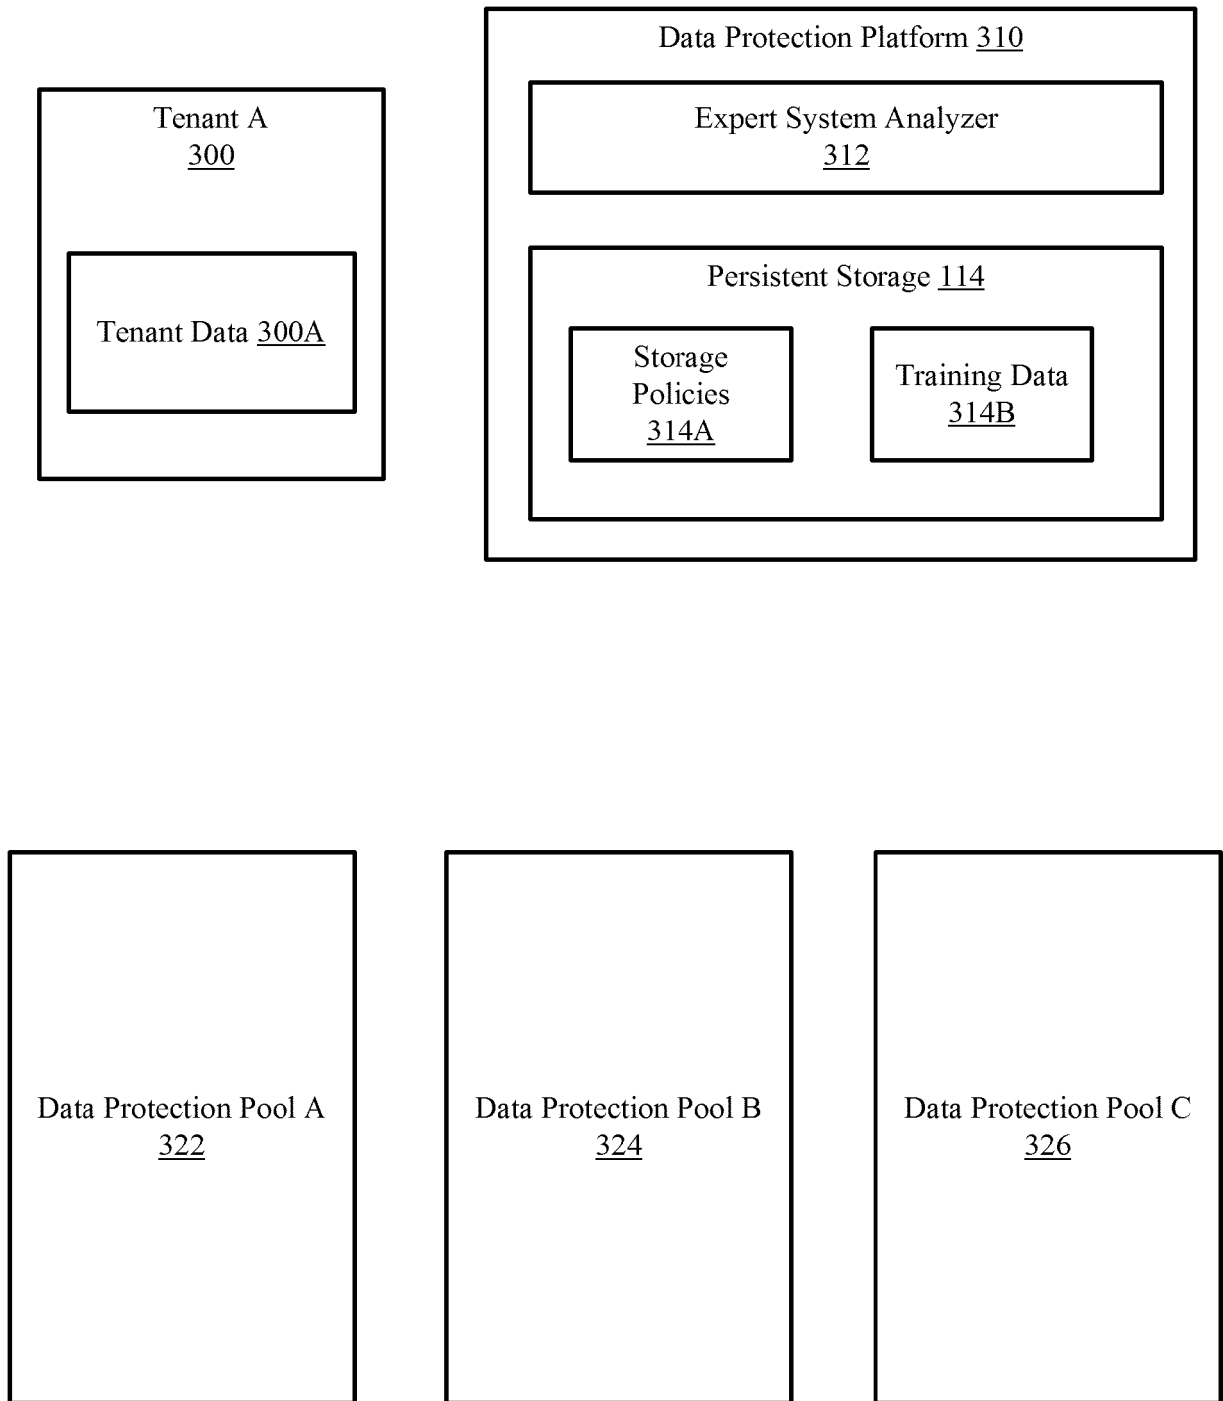 Data Protection Platform 310
Expert System Analyzer
312
Persistent Storage 114
Storage
Policies
314A
Training Data
314B
Tenant A
300
Tenant Data 300A
Data Protection Pool A
322
Data Protection Pool B
324
Data Protection Pool C
326